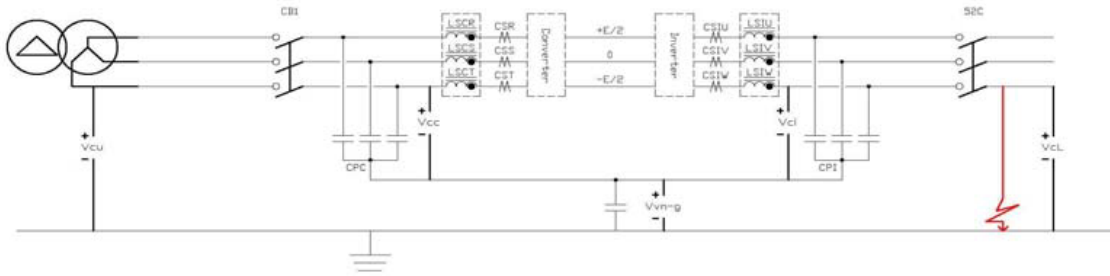 CB1
52C
LSCR
CSR
+E/2
CSIU
LSIU
LSCS
CSS
Converter
0
Inverter
CSIV
LSIV
LSCT
CST
-E/2
CSIW
LSIW
+
Vcu
-
+
Vcc
-
+
Vci
-
+
VcL
-
CPC
CPI
+
Vvn-g
-